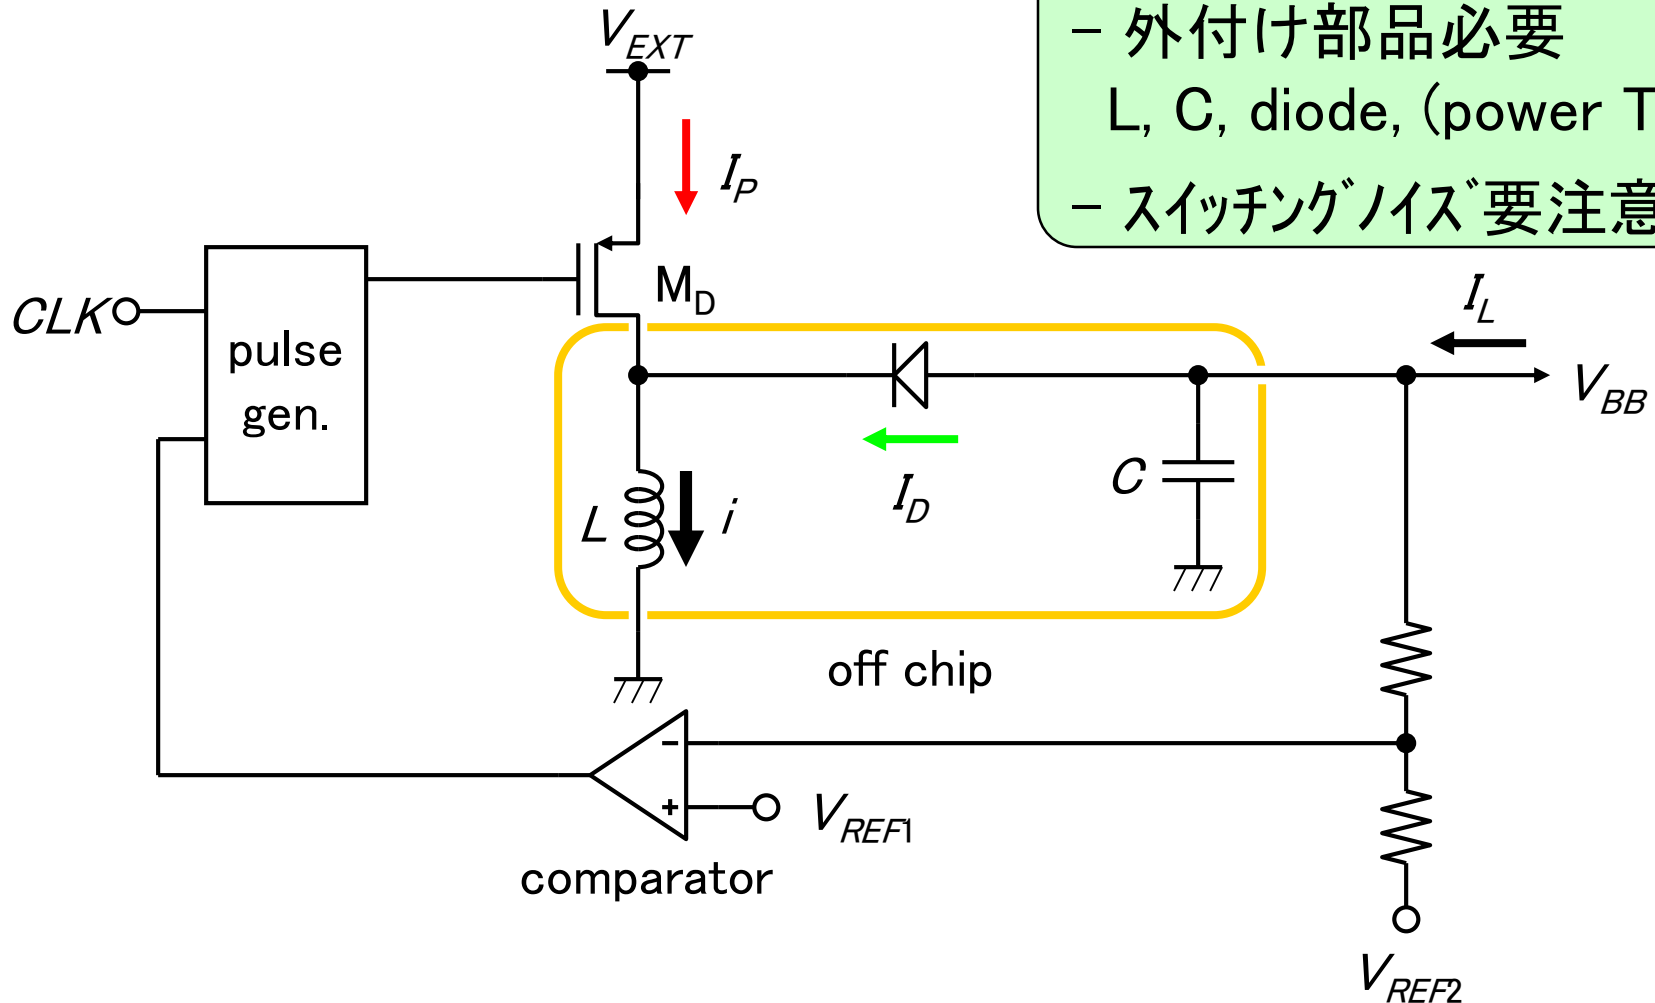 V_EXT
- 外付け部品必要
L, C, diode, (power T
- スイッチングノイズ要注意
I_P
M_D
CLK
pulse
gen.
I_L
V_BB
I_D
C
L
i
off chip
-
+
V_REF1
comparator
V_REF2